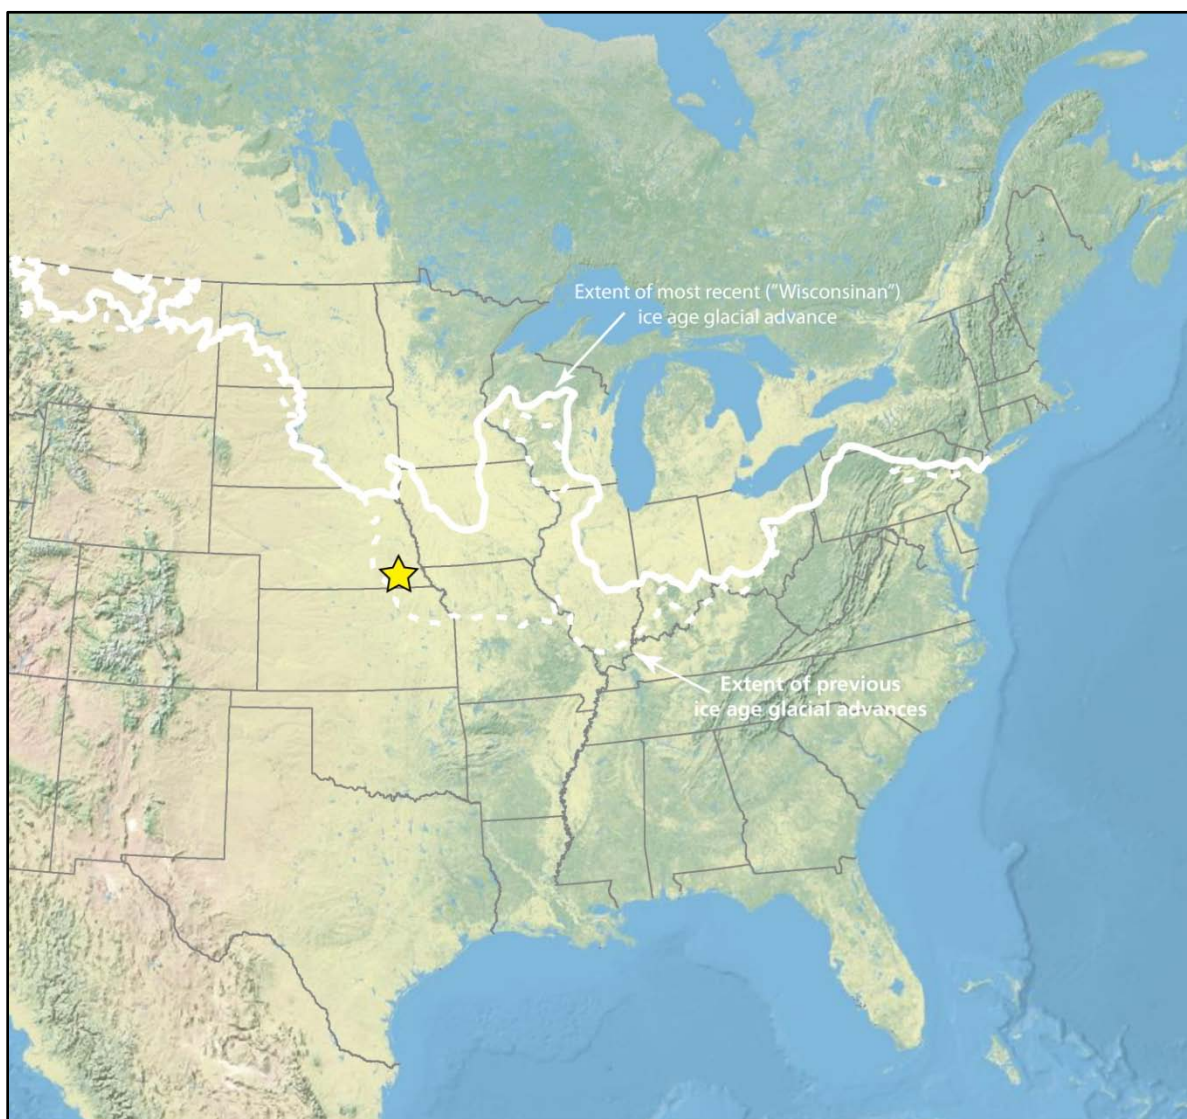 Extent of most recent ("Wisconsinan")
ice age glacial advance
Extent of previous
ice age glacial advances